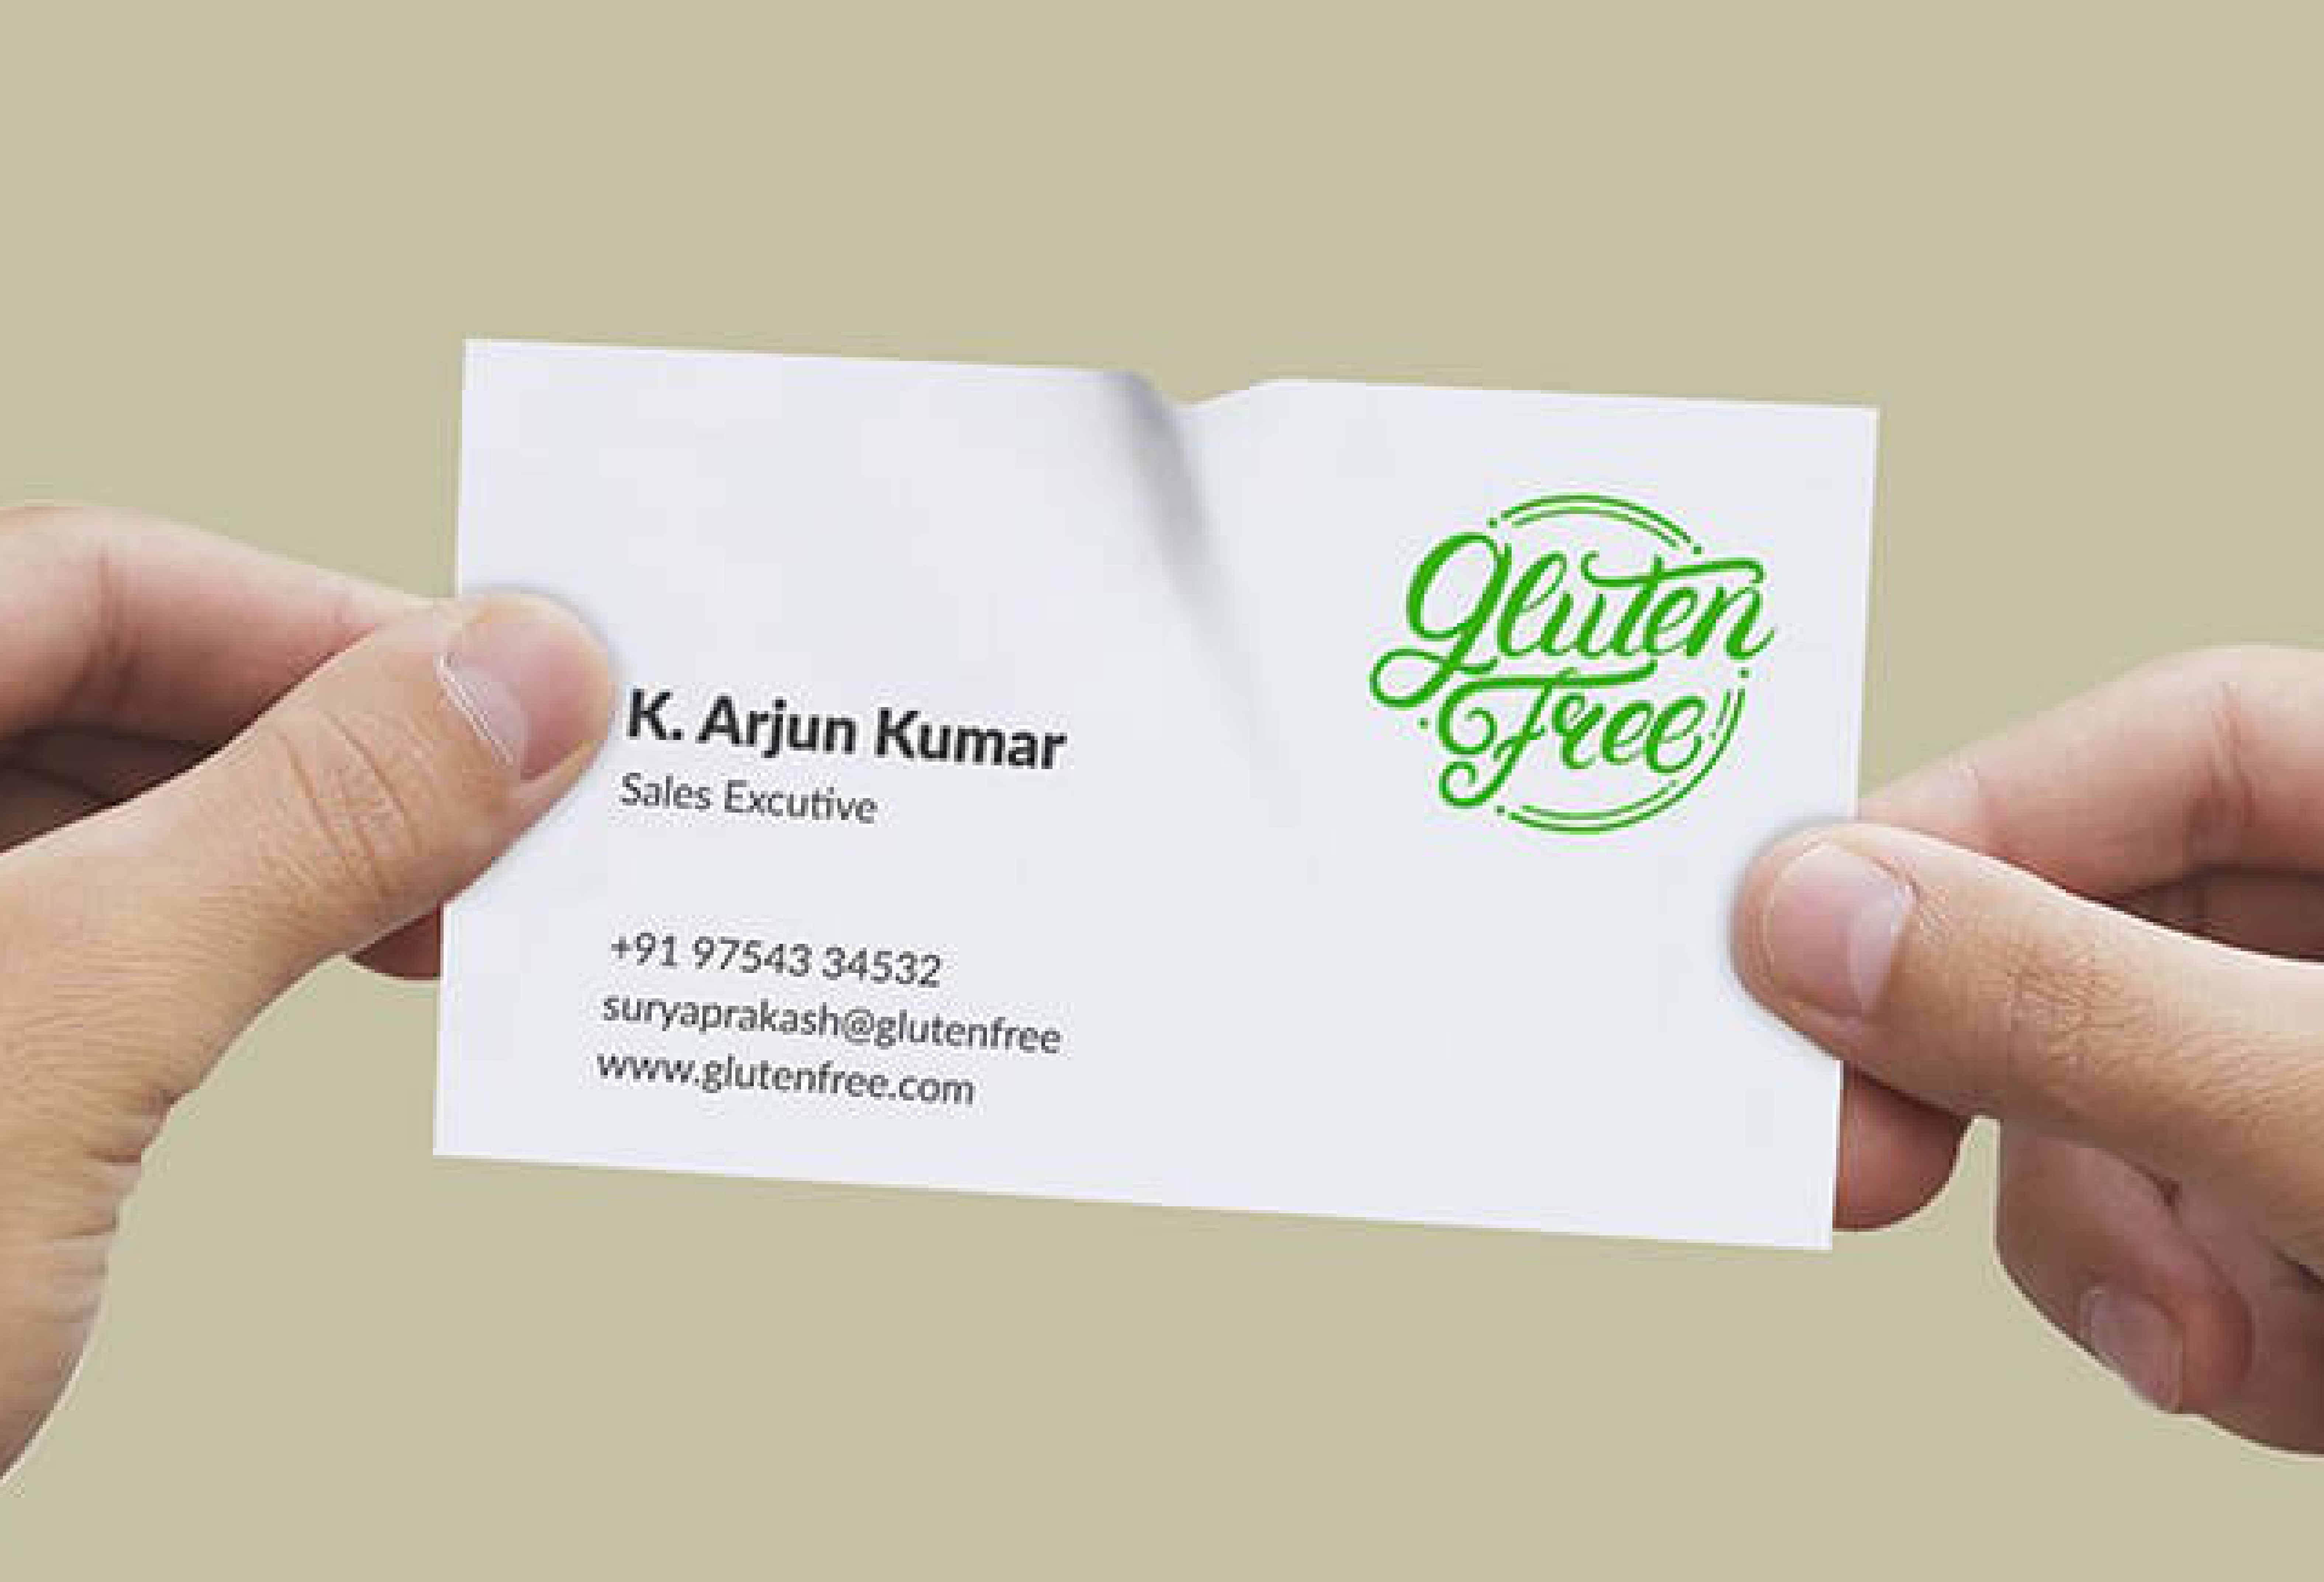 K. Arjun Kumar
Sales Excutive
+91 97543 34532
suryaprakash@glutenfree
www.glutenfree.com
gluten
free